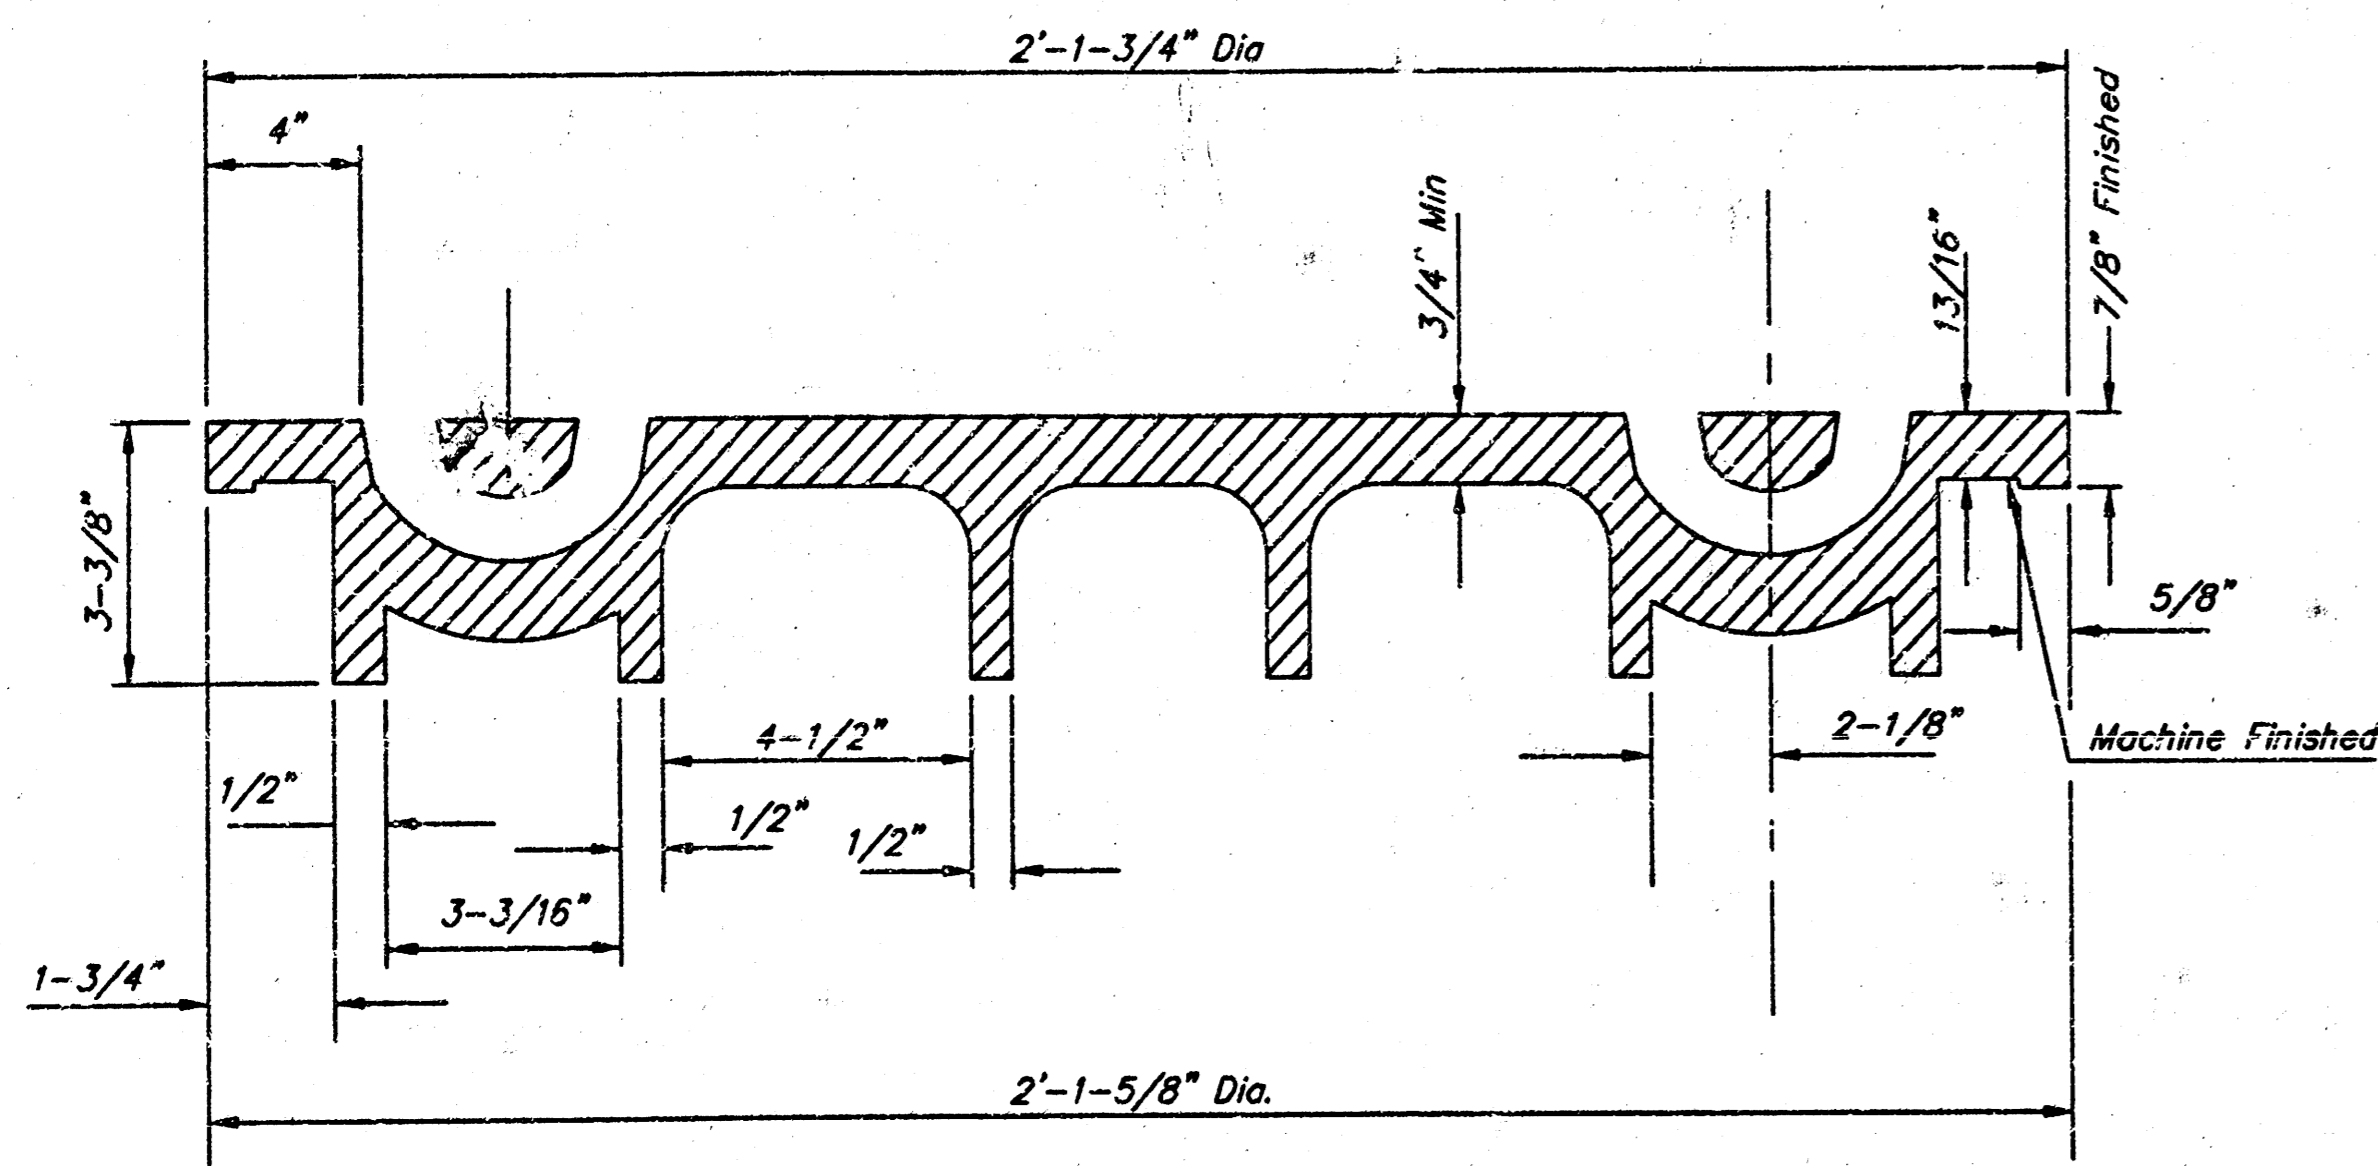 2'-1-3/4" Dia
4"
7/8" Finished
3/4" Min
13/16"
3-3/8"
5/8"
2-1/8"
Machine Finished
4-1/2"
1/2"
1/2"
1/2"
3-3/16"
1-3/4"
2'-1-5/8" Dia.